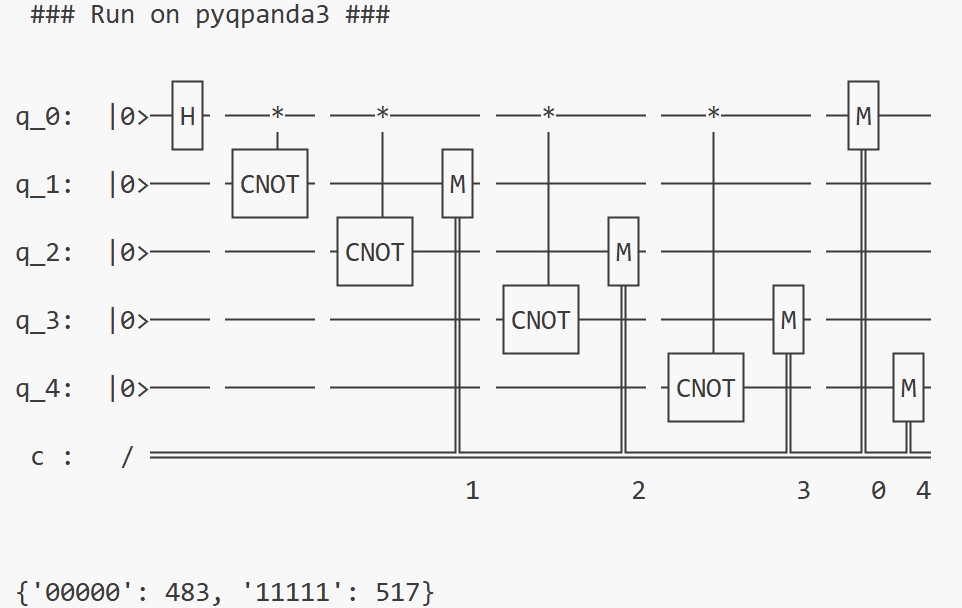 ### Run on pyqpanda3 ###
q_0: |0> H * * * * M
q_1: |0> CNOT M
q_2: |0> CNOT M
q_3: |0> CNOT M
q_4: |0> CNOT M
c : /
1 2 3 0 4
{'00000': 483, '11111': 517}